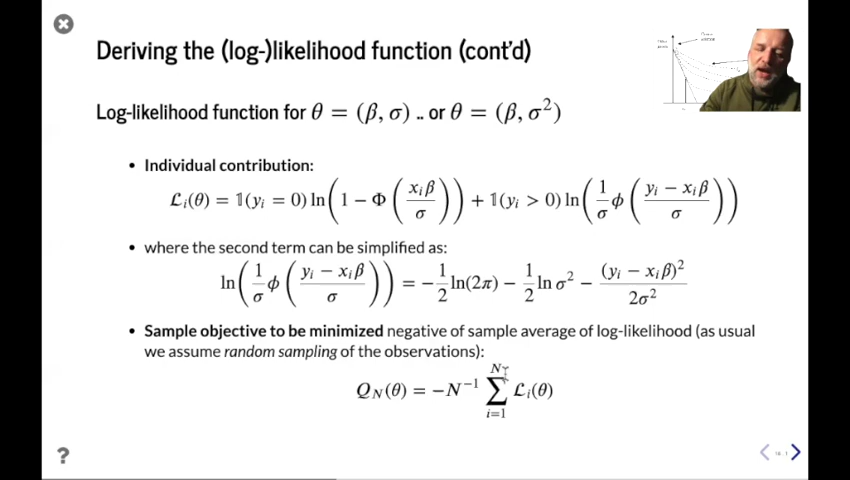 Deriving the (log-)likelihood function (cont'd)
Log-likelihood function for θ = (β, σ) .. or θ = (β, σ²)
• Individual contribution:
ℒᵢ(θ) = 𝟙(yᵢ = 0) ln(1 − Φ(xᵢβ/σ)) + 𝟙(yᵢ > 0) ln(1/σ ϕ((yᵢ − xᵢβ)/σ))
• where the second term can be simplified as:
ln(1/σ ϕ((yᵢ − xᵢβ)/σ)) = −1/2 ln(2π) − 1/2 ln σ² − (yᵢ − xᵢβ)²/2σ²
• Sample objective to be minimized negative of sample average of log-likelihood (as usual
we assume random sampling of the observations):
Q_N(θ) = −N⁻¹ ∑ᵢ₌₁ᴺ ℒᵢ(θ)
?